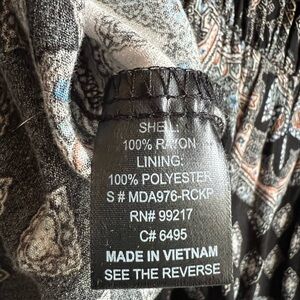 SHELL:
100% RAYON
LINING:
100% POLYESTER
S # MDA976-RCKP
RN# 99217
C# 6495
MADE IN VIETNAM
SEE THE REVERSE